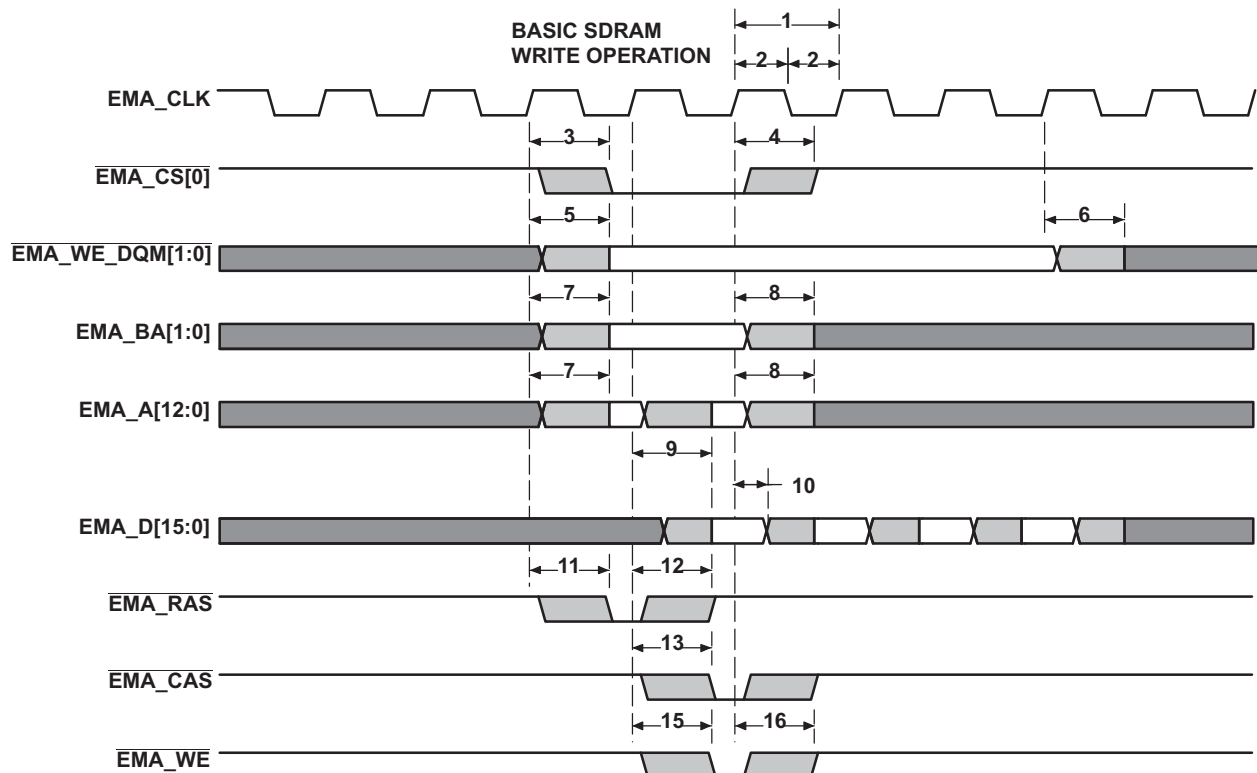 BASIC SDRAM
WRITE OPERATION
1
2 2
EMA_CLK
3 4
EMA_CS[0]
5 6
EMA_WE_DQM[1:0]
7 8
EMA_BA[1:0]
7 8
EMA_A[12:0]
9
10
EMA_D[15:0]
11 12
EMA_RAS
13
EMA_CAS
15 16
EMA_WE